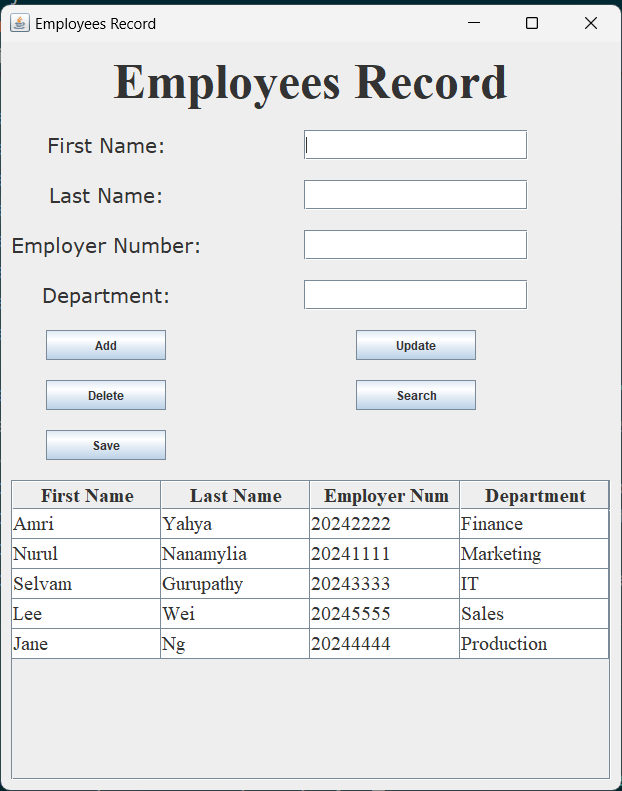 Employees Record
Employees Record
First Name:
Last Name:
Employer Number:
Department:
Add Update
Delete Search
Save
First Name Last Name Employer Num Department
Amri Yahya 20242222 Finance
Nurul Nanamylia 20241111 Marketing
Selvam Gurupathy 20243333 IT
Lee Wei 20245555 Sales
Jane Ng 20244444 Production